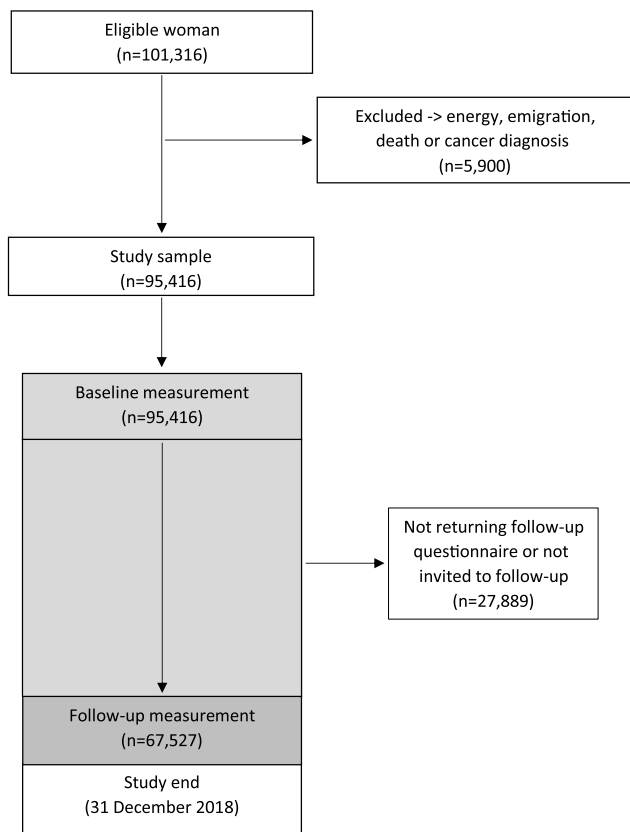 Eligible woman
(n=101,316)
Excluded -> energy, emigration,
death or cancer diagnosis
(n=5,900)
Study sample
(n=95,416)
Baseline measurement
(n=95,416)
Not returning follow-up
questionnaire or not
invited to follow-up
(n=27,889)
Follow-up measurement
(n=67,527)
Study end
(31 December 2018)